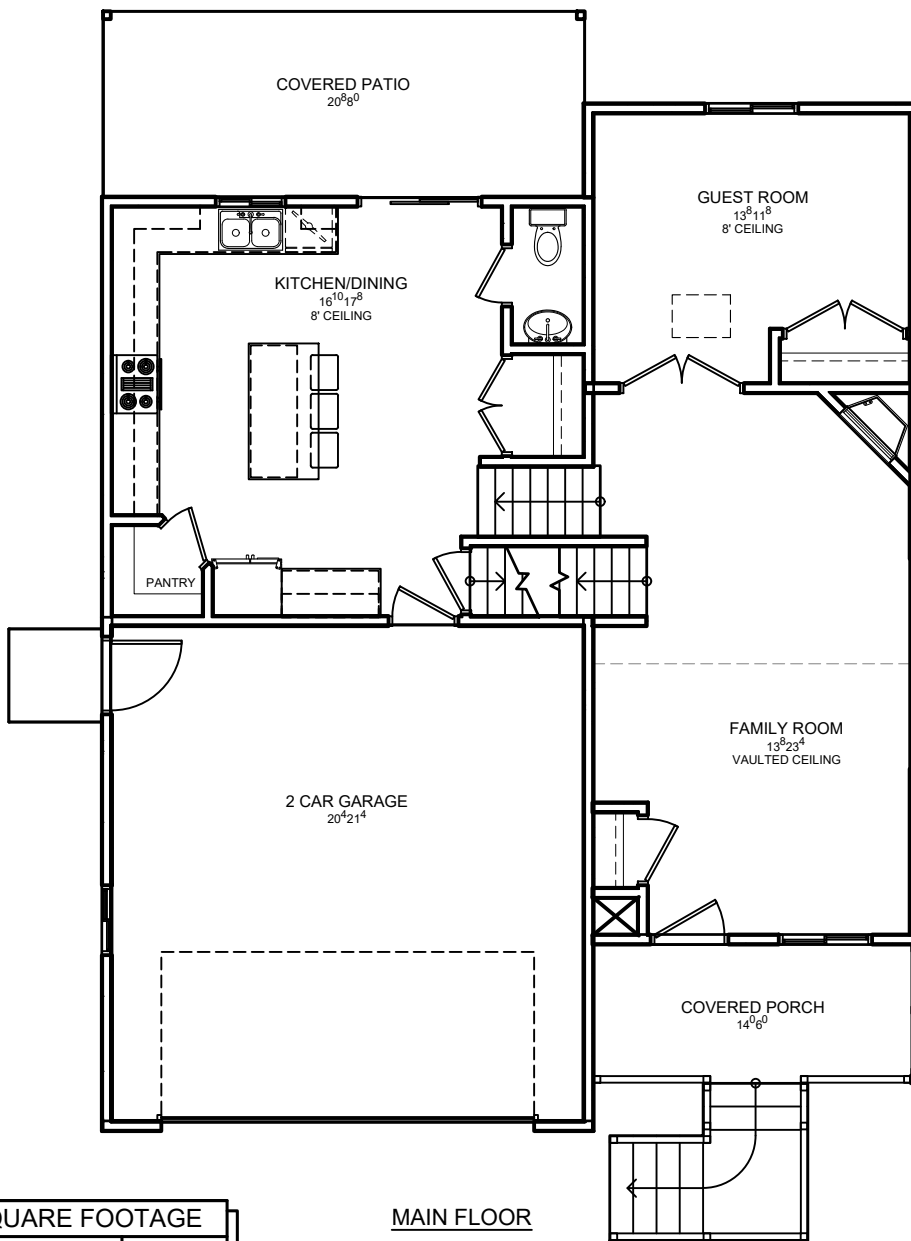 COVERED PATIO
20⁸8⁰
GUEST ROOM
13⁸11⁸
8' CEILING
KITCHEN/DINING
16¹⁰17⁸
8' CEILING
PANTRY
FAMILY ROOM
13⁸23⁴
VAULTED CEILING
2 CAR GARAGE
20⁴21⁴
COVERED PORCH
14⁰6⁰
QUARE FOOTAGE
MAIN FLOOR